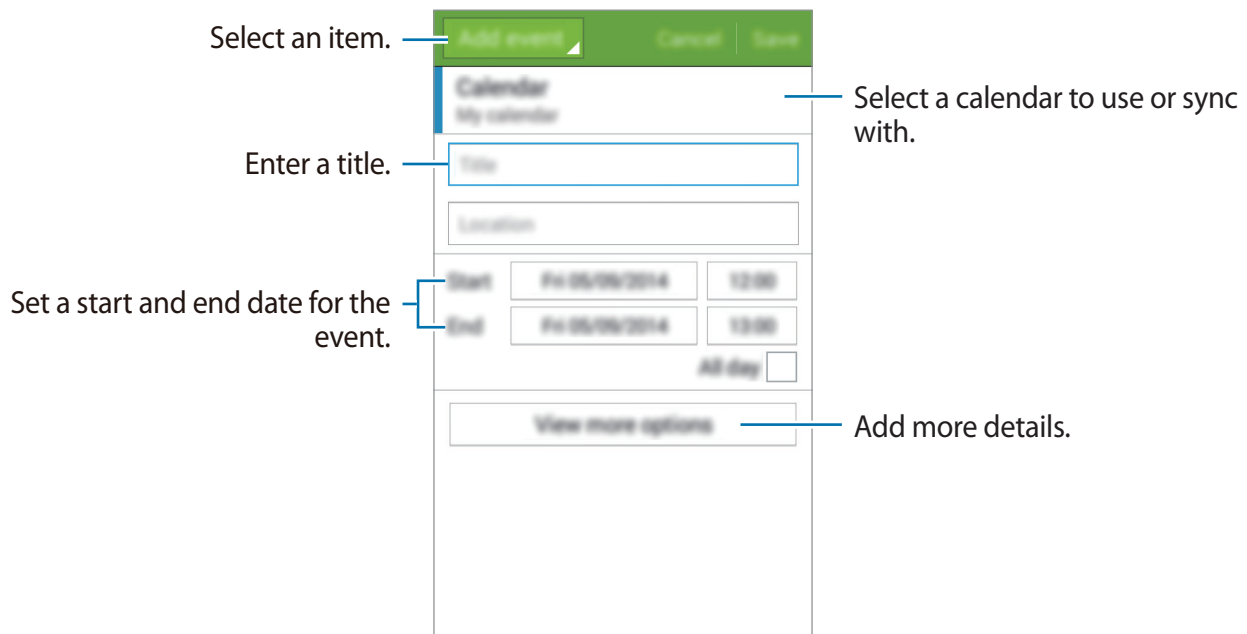 Select an item.
Add event
Cancel
Save
Calendar
My calendar
Select a calendar to use or sync
with.
Enter a title.
Title
Location
Set a start and end date for the
event.
Start
Fri 05/09/2014
12:00
End
Fri 05/09/2014
13:00
All day
View more options
Add more details.